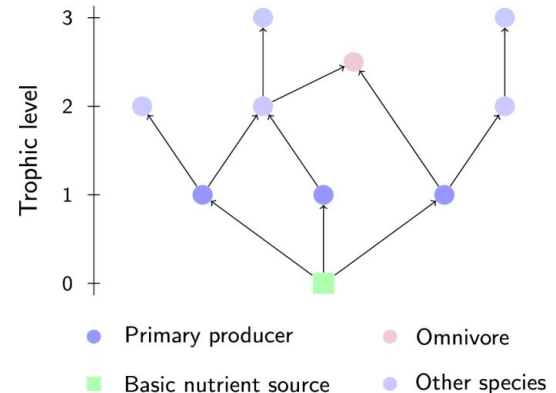 3
2
1
0
Trophic level
Primary producer
Omnivore
Basic nutrient source
Other species